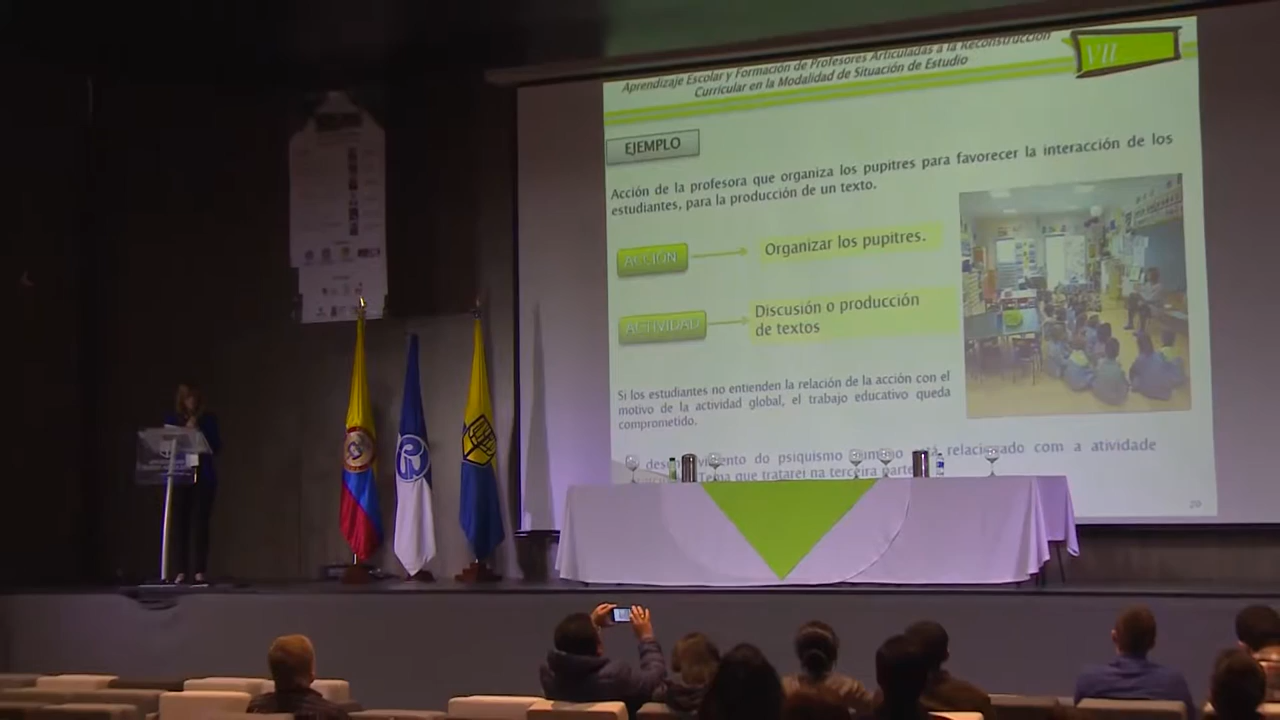 Aprendizaje Escolar y Formación de Profesores Articuladas a la Reconstrucción
Curricular en la Modalidad de Situación de Estudio
VII
EJEMPLO
Acción de la profesora que organiza los pupitres para favorecer la interacción de los
estudiantes, para la producción de un texto.
ACCIÓN
Organizar los pupitres.
ACTIVIDAD
Discusión o producción
de textos
Si los estudiantes no entienden la relación de la acción con el
motivo de la actividad global, el trabajo educativo queda
comprometido.
do psiquismo relacionado com a atividade
Tema que tratarei na terceira parte
20